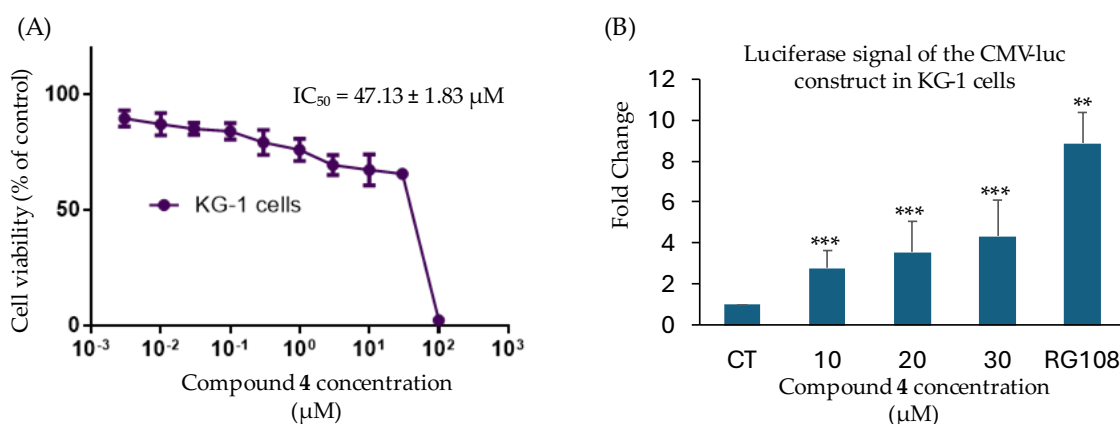 (A)
Cell viability (% of control)
100
50
0
IC₅₀ = 47.13 ± 1.83 µM
KG-1 cells
10⁻³ 10⁻² 10⁻¹ 10⁰ 10¹ 10² 10³
Compound 4 concentration
(µM)
(B)
Luciferase signal of the CMV-luc
construct in KG-1 cells
Fold Change
12
10
8
6
4
2
0
***
***
***
**
CT 10 20 30 RG108
Compound 4 concentration
(µM)